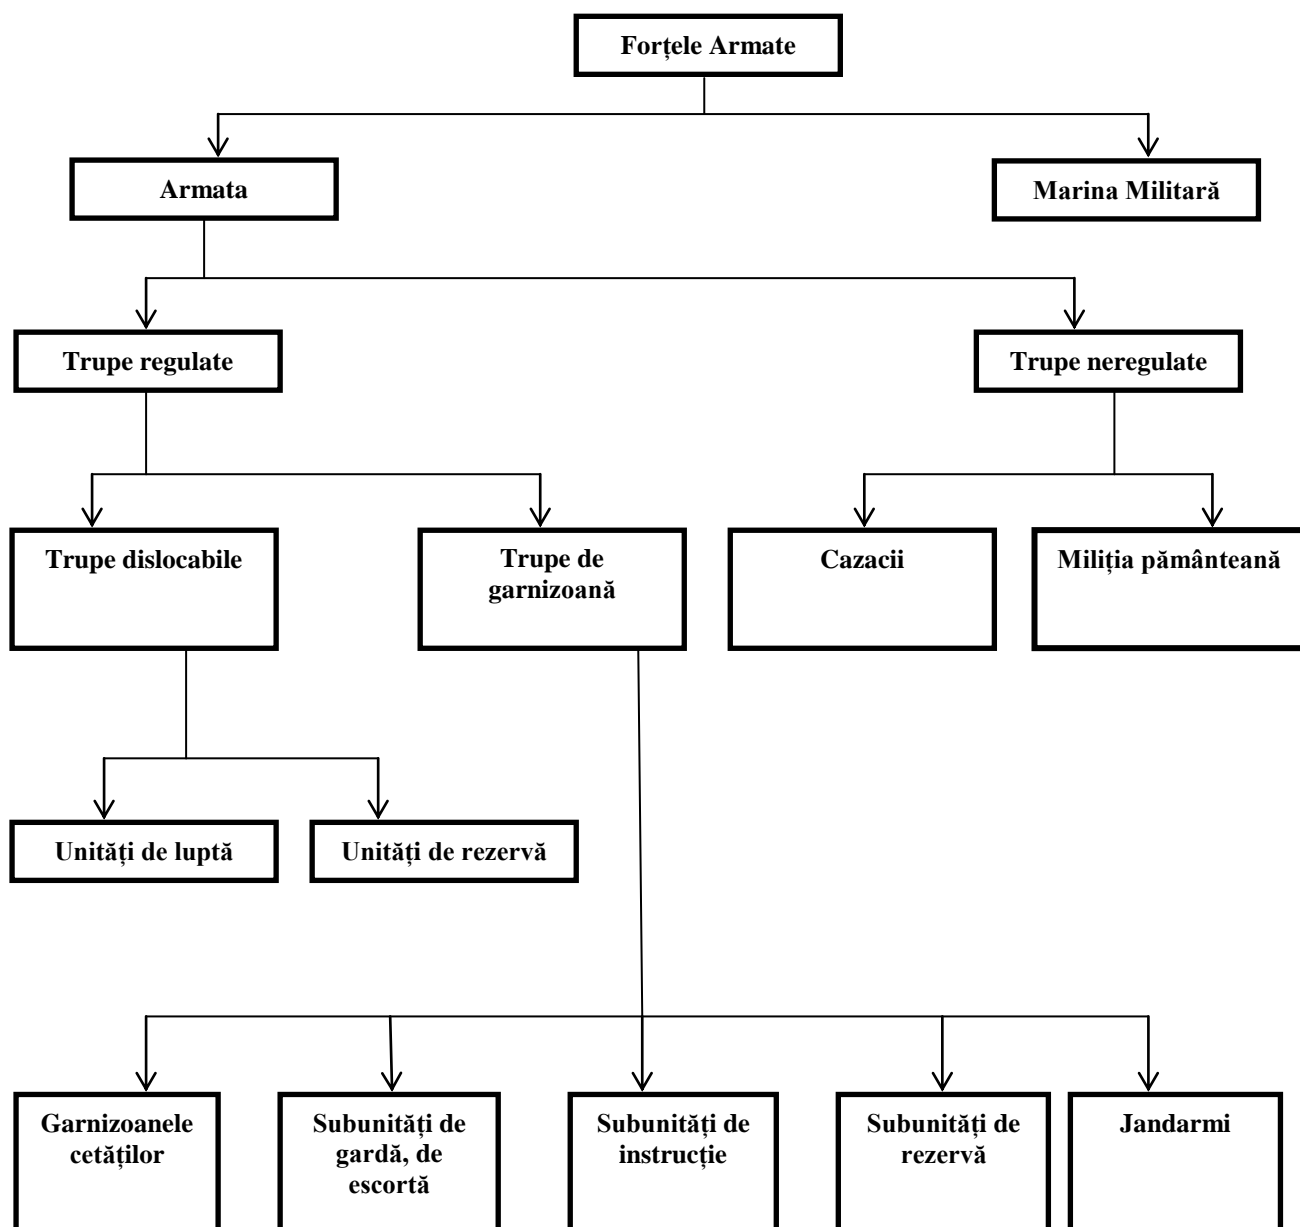 Forțele Armate
Armata
Marina Militară
Trupe regulate
Trupe neregulate
Trupe dislocabile
Trupe de
garnizoană
Cazacii
Miliția pământeană
Unități de luptă
Unități de rezervă
Garnizoanele
cetăților
Subunități de
gardă, de
escortă
Subunități de
instrucție
Subunități de
rezervă
Jandarmi